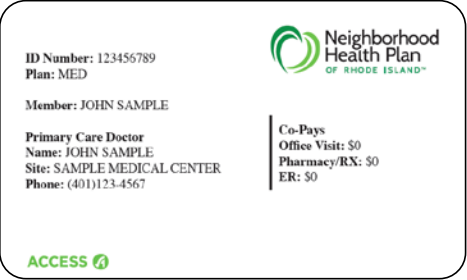 Neighborhood
Health Plan
OF RHODE ISLAND™
ID Number: 123456789
Plan: MED
Member: JOHN SAMPLE
Primary Care Doctor
Name: JOHN SAMPLE
Site: SAMPLE MEDICAL CENTER
Phone: (401)123-4567
Co-Pays
Office Visit: $0
Pharmacy/RX: $0
ER: $0
ACCESS